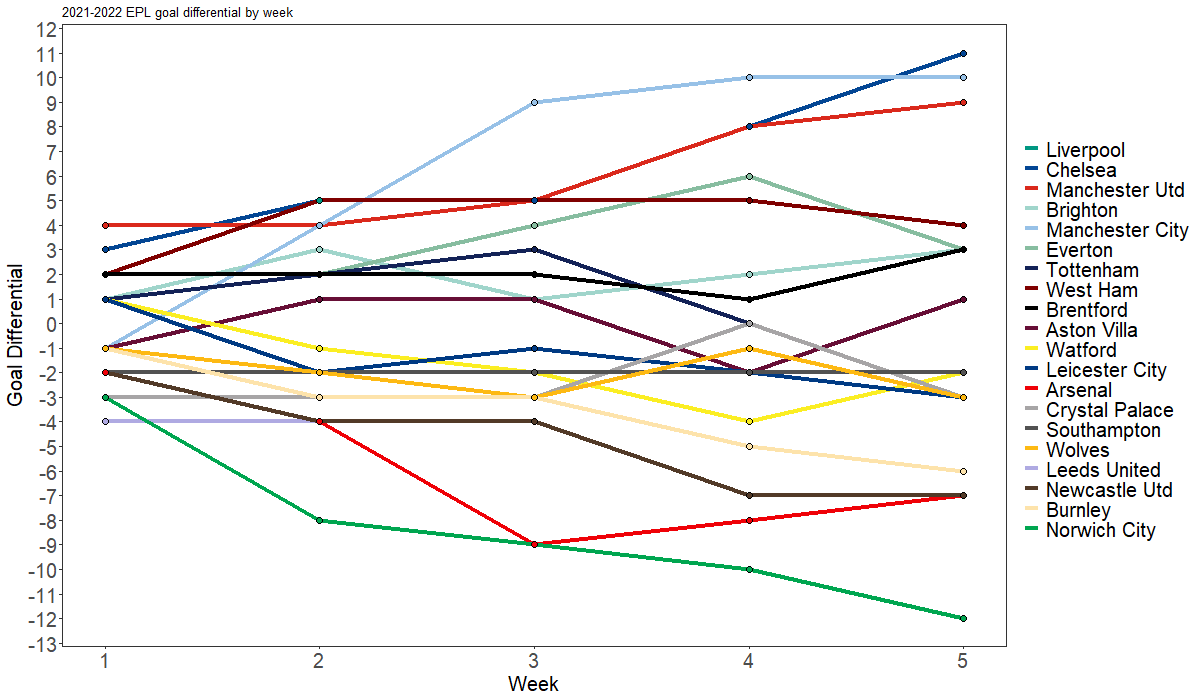 2021-2022 EPL goal differential by week
Goal Differential
12
11
10
9
8
7
6
5
4
3
2
1
0
-1
-2
-3
-4
-5
-6
-7
-8
-9
-10
-11
-12
-13
1 2 3 4 5
Week
Liverpool
Chelsea
Manchester Utd
Brighton
Manchester City
Everton
Tottenham
West Ham
Brentford
Aston Villa
Watford
Leicester City
Arsenal
Crystal Palace
Southampton
Wolves
Leeds United
Newcastle Utd
Burnley
Norwich City